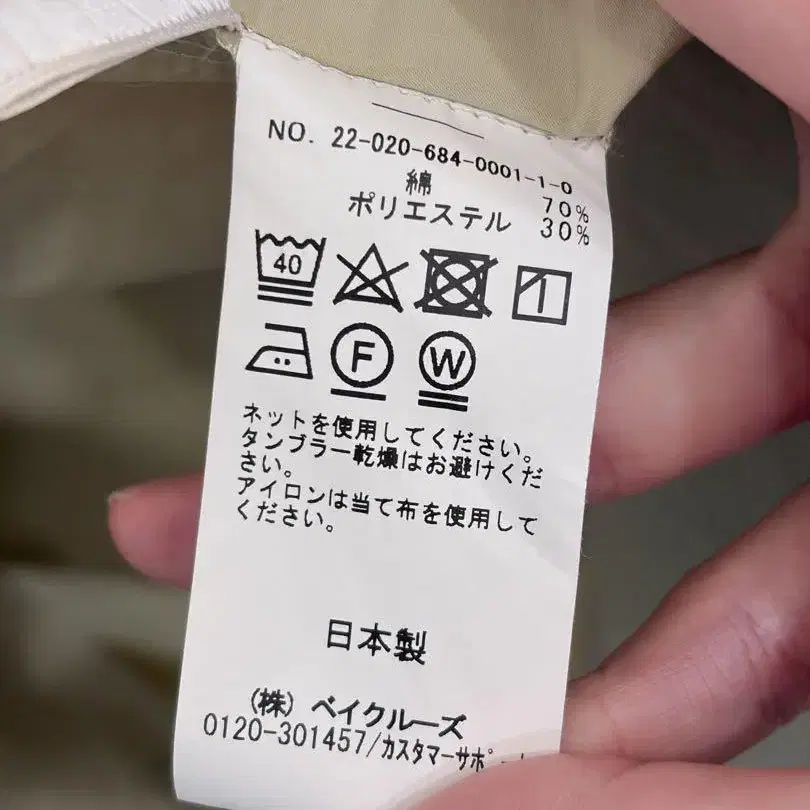 NO. 22-020-684-0001-1-0
綿 70%
ポリエステル 30%
40
F W
ネットを使用してください。
タンブラー乾燥はお避けくだ
さい。
アイロンは当て布を使用して
ください。
日本製
(株) ベイクルーズ
0120-301457/カスタマーサポート